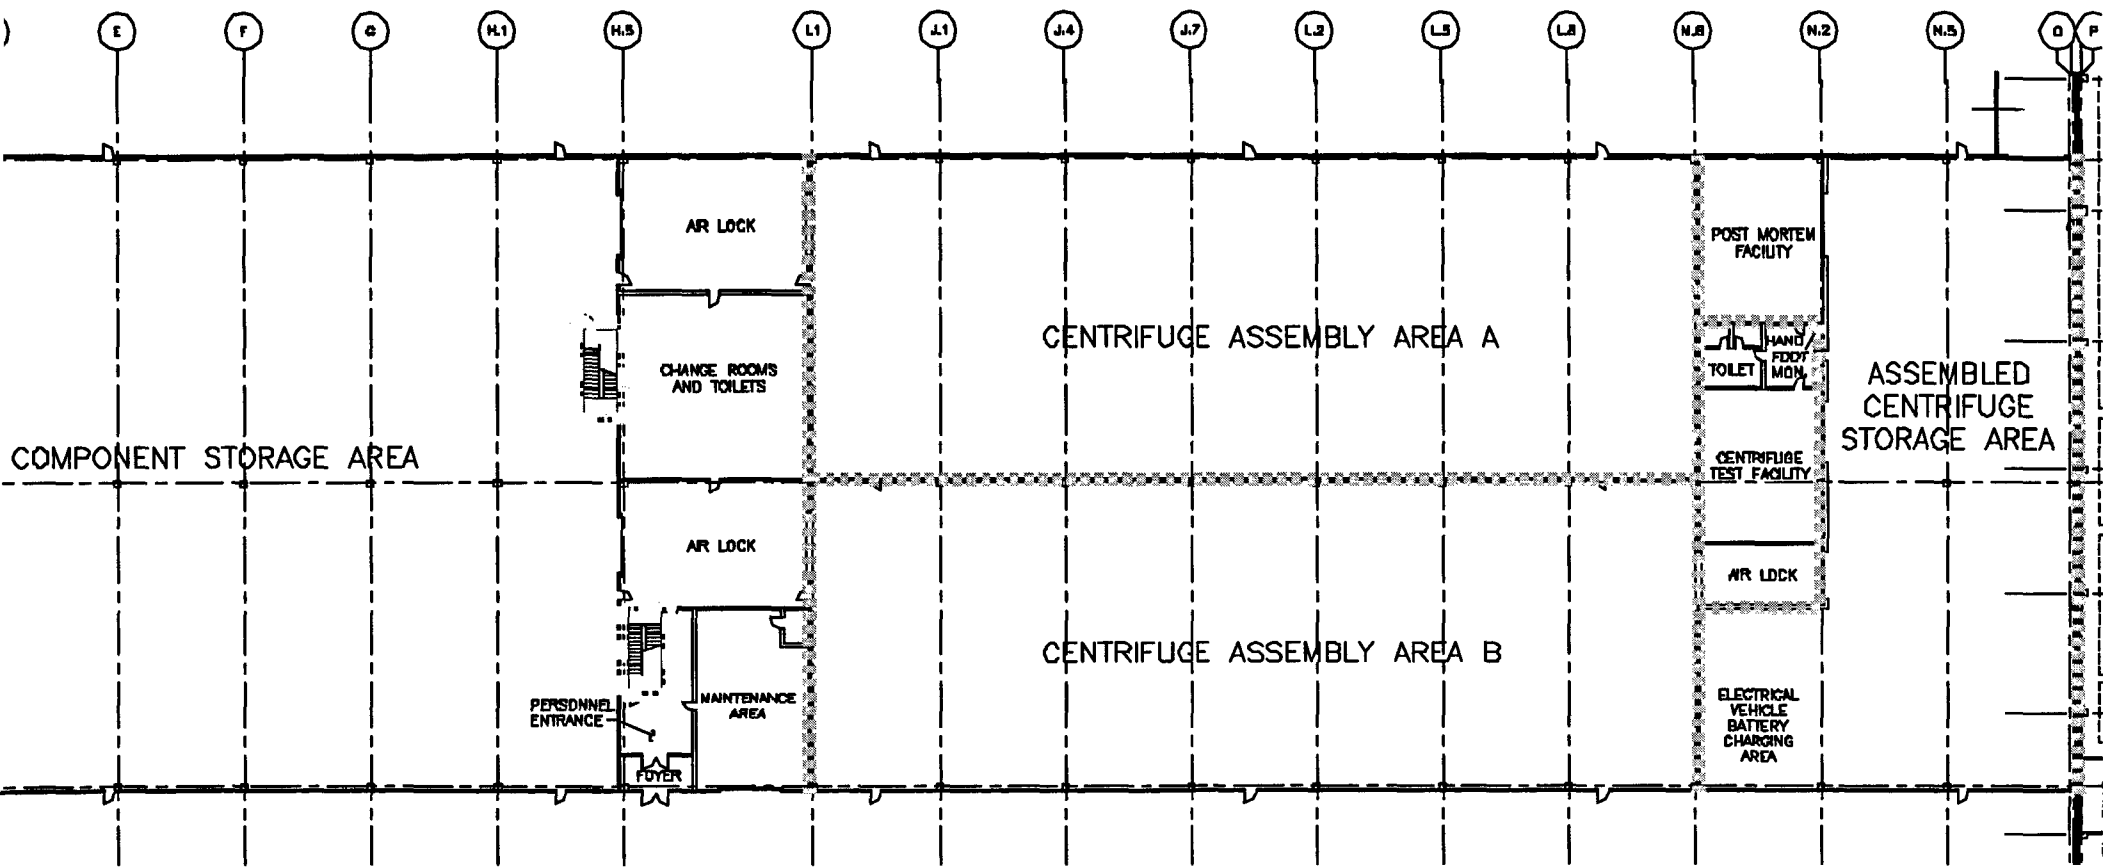 E F G H.1 H.5 I.1 J.1 J.4 J.7 L.2 L.5 L.8 N.8 N.2 N.5 O P
AIR LOCK
POST MORTEM
FACILITY
CENTRIFUGE ASSEMBLY AREA A
HAND
FOOT
MON.
TOILET
CHANGE ROOMS
AND TOILETS
ASSEMBLED
CENTRIFUGE
STORAGE AREA
COMPONENT STORAGE AREA
CENTRIFUGE
TEST FACILITY
AIR LOCK
AIR LOCK
CENTRIFUGE ASSEMBLY AREA B
PERSONNEL
ENTRANCE
MAINTENANCE
AREA
ELECTRICAL
VEHICLE
BATTERY
CHARGING
AREA
FOYER